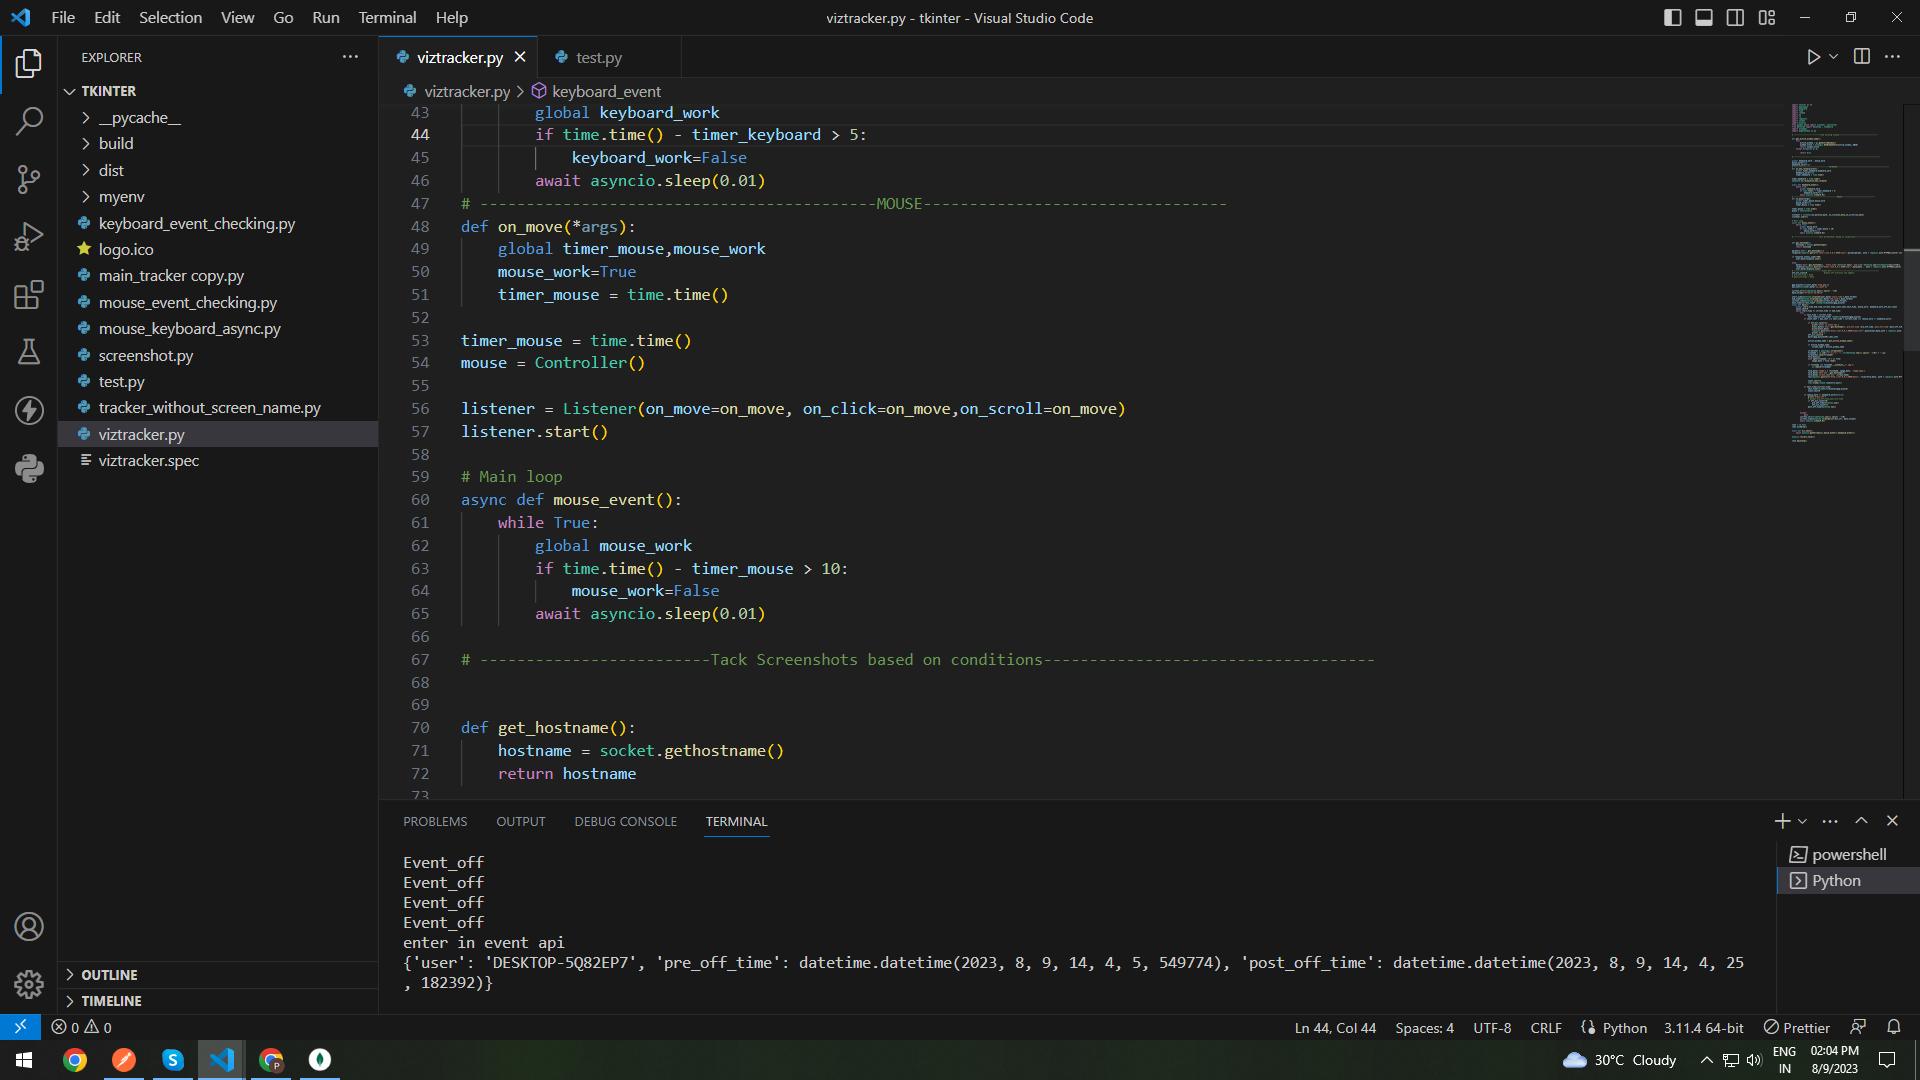 File Edit Selection View Go Run Terminal Help
viztracker.py - tkinter - Visual Studio Code
EXPLORER
TKINTER
__pycache__
build
dist
myenv
keyboard_event_checking.py
logo.ico
main_tracker copy.py
mouse_event_checking.py
mouse_keyboard_async.py
screenshot.py
test.py
tracker_without_screen_name.py
viztracker.py
viztracker.spec
OUTLINE
TIMELINE
viztracker.py test.py
viztracker.py > keyboard_event
43 global keyboard_work
44 if time.time() - timer_keyboard > 5:
45 keyboard_work=False
46 await asyncio.sleep(0.01)
47 # -------------------------------------------MOUSE---------------------------------
48 def on_move(*args):
49 global timer_mouse,mouse_work
50 mouse_work=True
51 timer_mouse = time.time()
52
53 timer_mouse = time.time()
54 mouse = Controller()
55
56 listener = Listener(on_move=on_move, on_click=on_move,on_scroll=on_move)
57 listener.start()
58
59 # Main loop
60 async def mouse_event():
61 while True:
62 global mouse_work
63 if time.time() - timer_mouse > 10:
64 mouse_work=False
65 await asyncio.sleep(0.01)
66
67 # -------------------------Tack Screenshots based on conditions------------------------------------
68
69
70 def get_hostname():
71 hostname = socket.gethostname()
72 return hostname
73
PROBLEMS OUTPUT DEBUG CONSOLE TERMINAL
Event_off
Event_off
Event_off
Event_off
enter in event api
{'user': 'DESKTOP-5Q82EP7', 'pre_off_time': datetime.datetime(2023, 8, 9, 14, 4, 5, 549774), 'post_off_time': datetime.datetime(2023, 8, 9, 14, 4, 25
, 182392)}
powershell
Python
0 0
Ln 44, Col 44 Spaces: 4 UTF-8 CRLF Python 3.11.4 64-bit Prettier
30°C Cloudy
ENG
IN
02:04 PM
8/9/2023